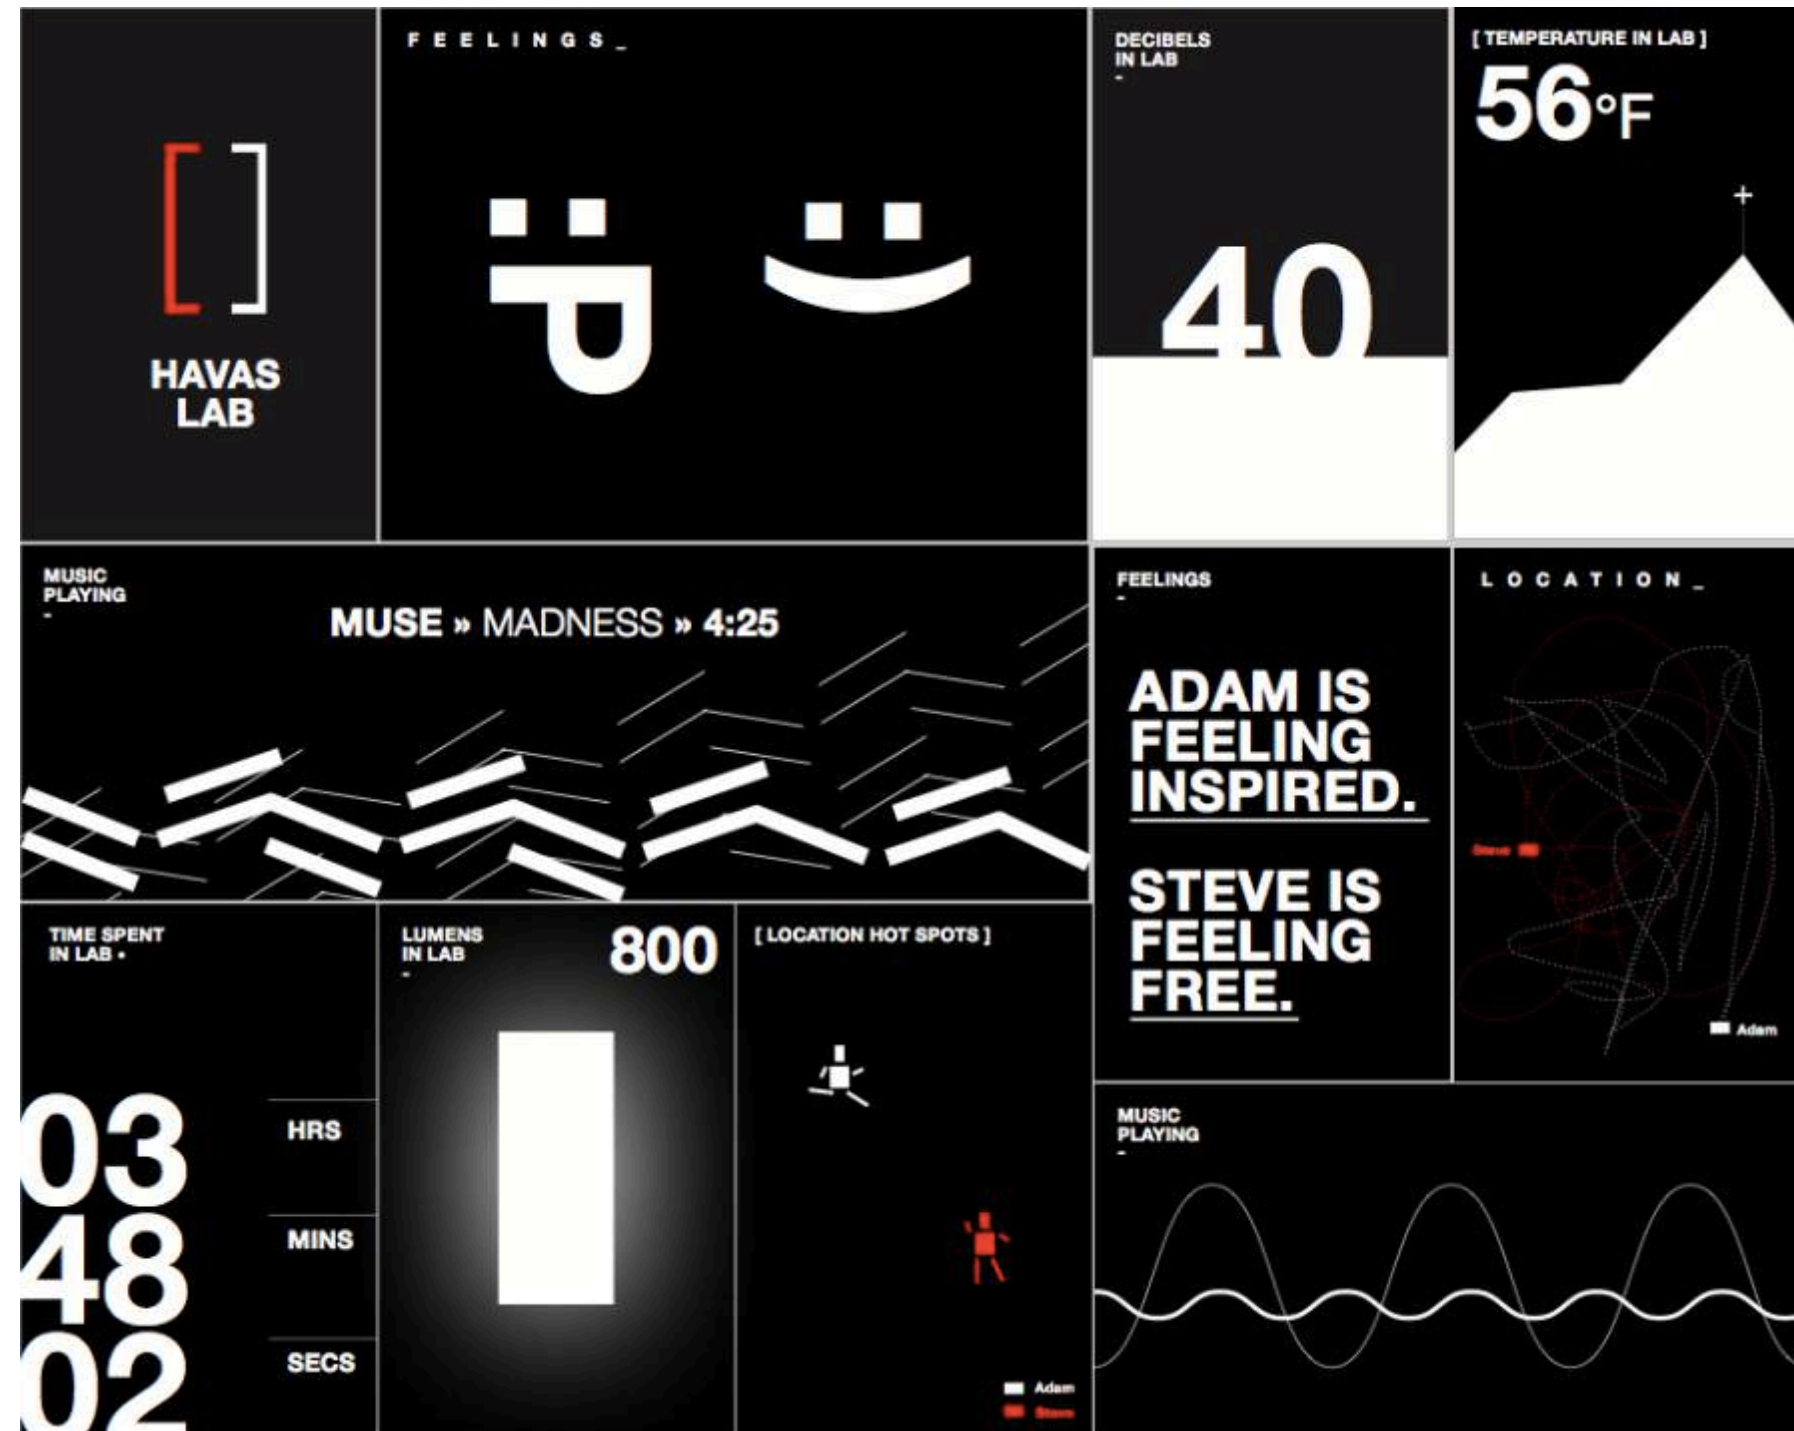 HAVAS
LAB
FEELINGS_
:P
:)
DECIBELS
IN LAB
-
40
[ TEMPERATURE IN LAB ]
56°F
MUSIC
PLAYING
-
MUSE » MADNESS » 4:25
FEELINGS
-
ADAM IS
FEELING
INSPIRED.
STEVE IS
FEELING
FREE.
LOCATION_
Steve
Adam
TIME SPENT
IN LAB •
03
HRS
48
MINS
02
SECS
LUMENS
IN LAB
-
800
[ LOCATION HOT SPOTS ]
Adam
Steve
MUSIC
PLAYING
-